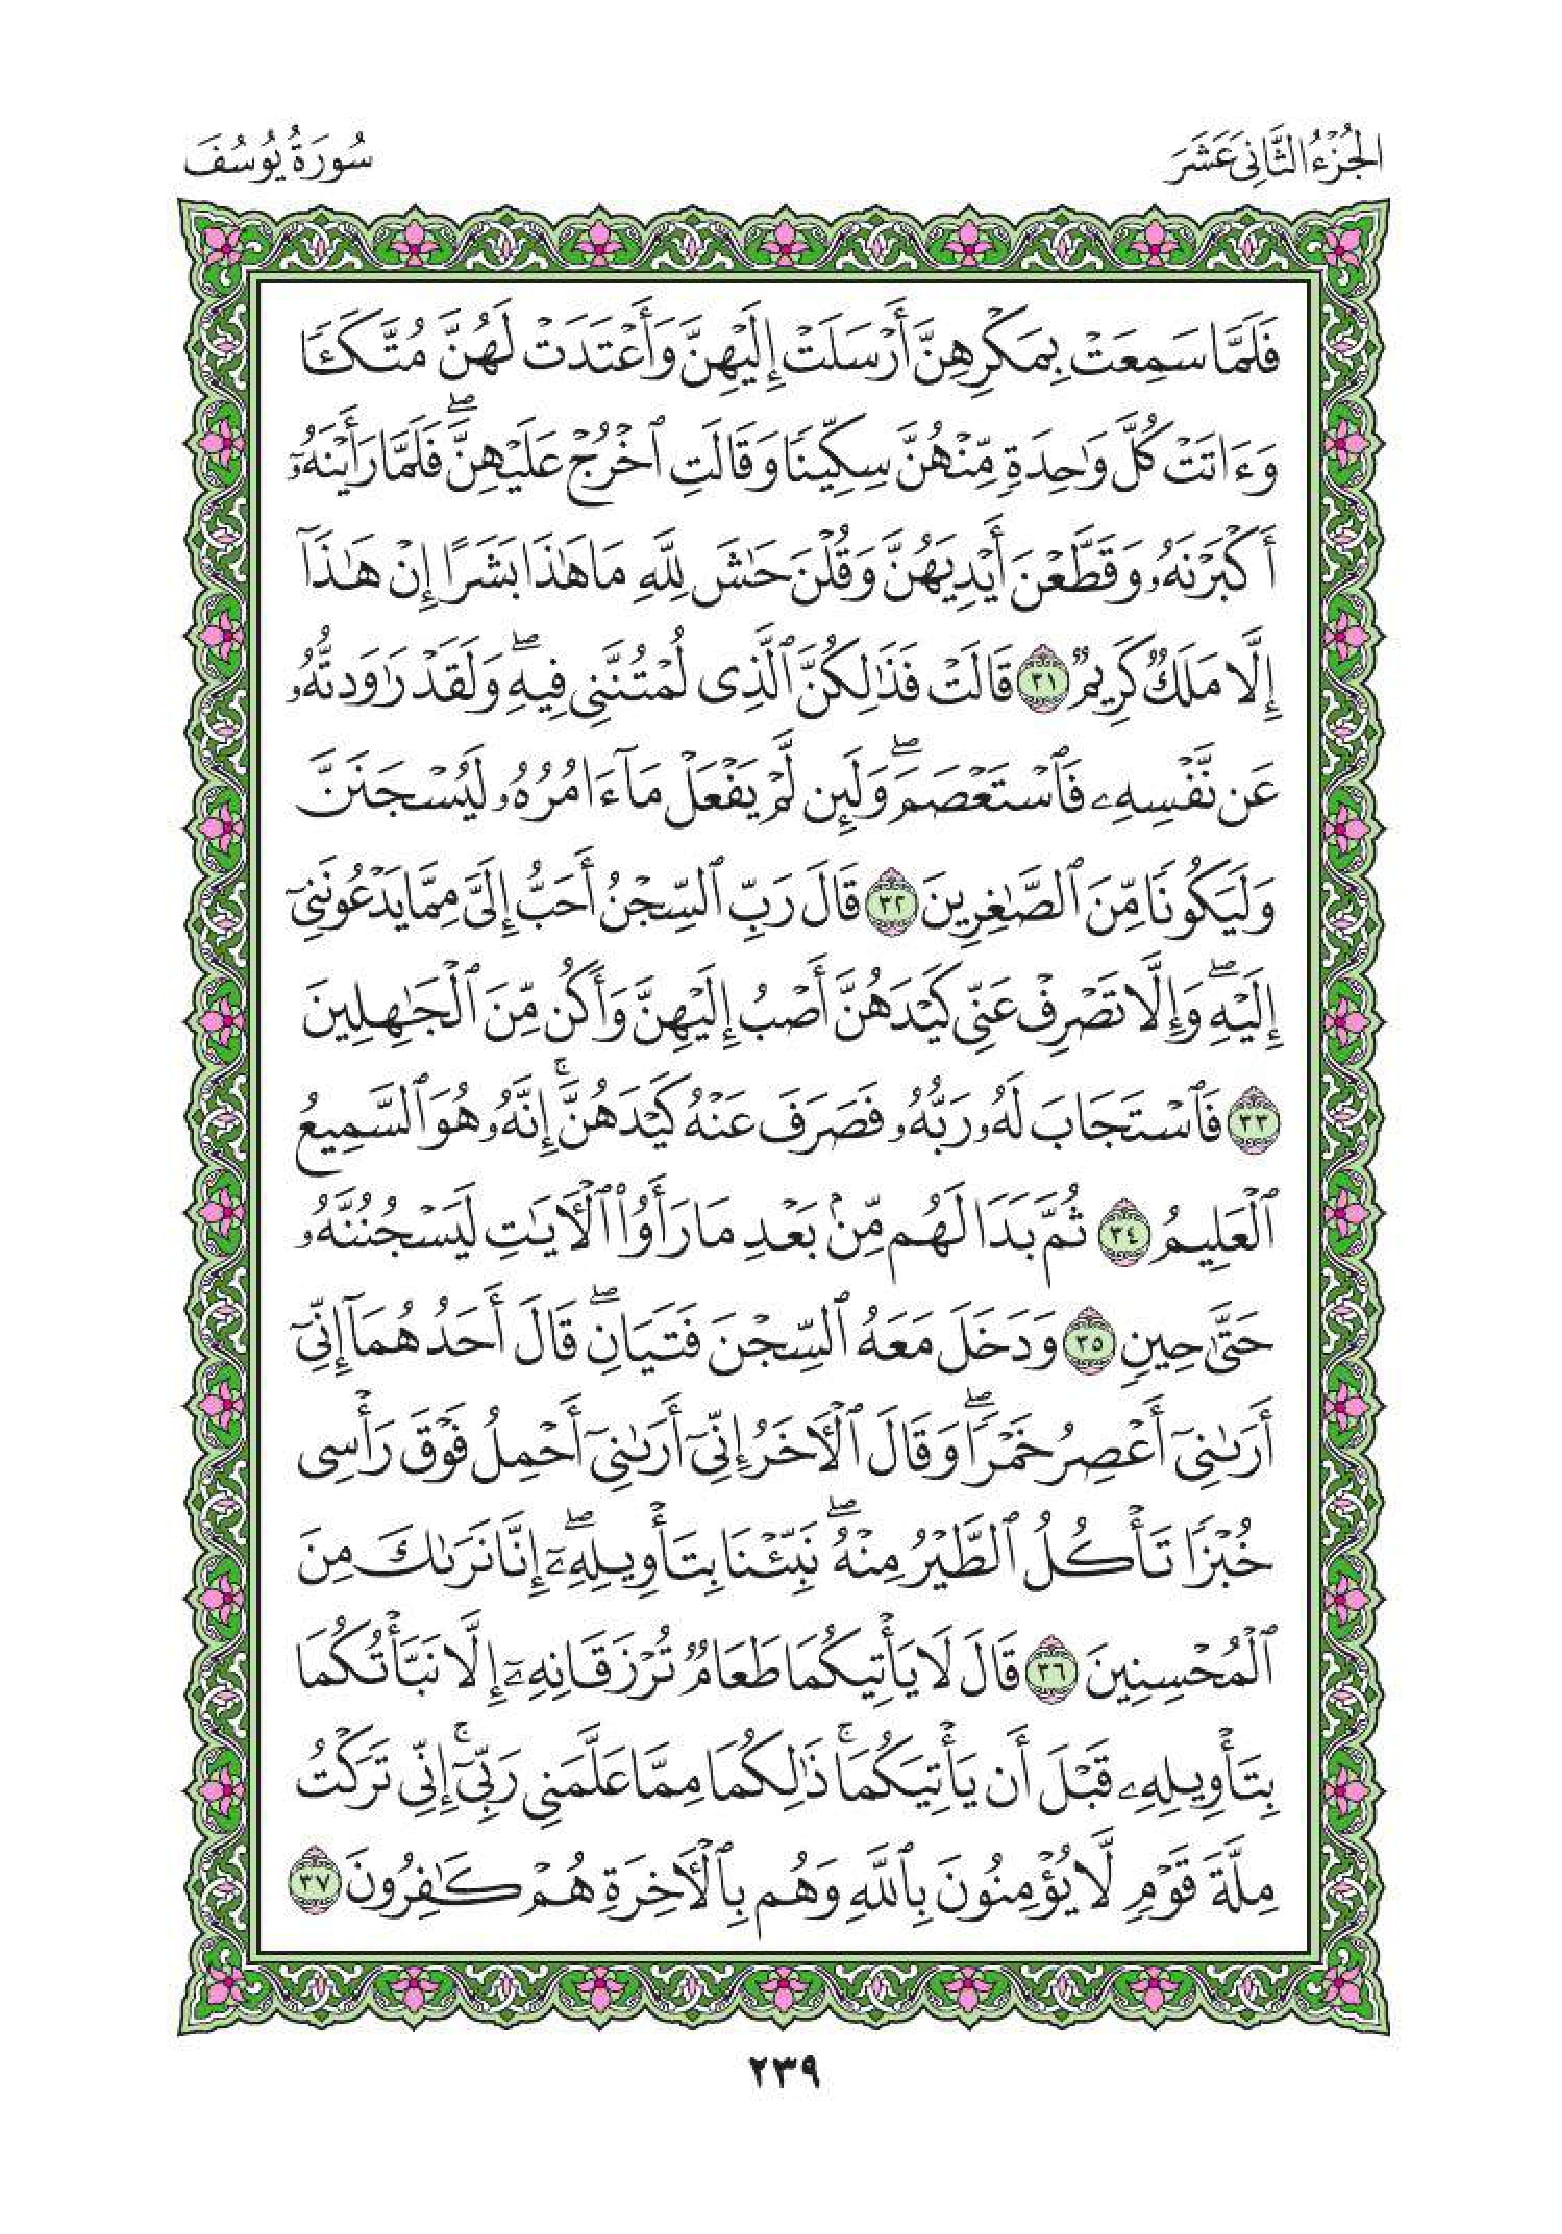 الجُزْءُ الثَّانِي عَشَرَ
سُورَةُ يُوسُفَ
فَلَمَّا سَمِعَتْ بِمَكْرِهِنَّ أَرْسَلَتْ إِلَيْهِنَّ وَأَعْتَدَتْ لَهُنَّ مُتَّكَـًٔا
وَءَاتَتْ كُلَّ وَٰحِدَةٍ مِّنْهُنَّ سِكِّينًا وَقَالَتِ ٱخْرُجْ عَلَيْهِنَّ ۖ فَلَمَّا رَأَيْنَهُۥٓ
أَكْبَرْنَهُۥ وَقَطَّعْنَ أَيْدِيَهُنَّ وَقُلْنَ حَٰشَ لِلَّهِ مَا هَٰذَا بَشَرًا إِنْ هَٰذَآ
إِلَّا مَلَكٌ كَرِيمٌ ٣١ قَالَتْ فَذَٰلِكُنَّ ٱلَّذِى لُمْتُنَّنِى فِيهِ ۖ وَلَقَدْ رَٰوَدتُّهُۥ
عَن نَّفْسِهِۦ فَٱسْتَعْصَمَ ۖ وَلَئِن لَّمْ يَفْعَلْ مَآ ءَامُرُهُۥ لَيُسْجَنَنَّ
وَلَيَكُونًا مِّنَ ٱلصَّٰغِرِينَ ٣٢ قَالَ رَبِّ ٱلسِّجْنُ أَحَبُّ إِلَىَّ مِمَّا يَدْعُونَنِىٓ
إِلَيْهِ ۖ وَإِلَّا تَصْرِفْ عَنِّى كَيْدَهُنَّ أَصْبُ إِلَيْهِنَّ وَأَكُن مِّنَ ٱلْجَٰهِلِينَ
٣٣ فَٱسْتَجَابَ لَهُۥ رَبُّهُۥ فَصَرَفَ عَنْهُ كَيْدَهُنَّ ۚ إِنَّهُۥ هُوَ ٱلسَّمِيعُ
ٱلْعَلِيمُ ٣٤ ثُمَّ بَدَا لَهُم مِّنۢ بَعْدِ مَا رَأَوُا۟ ٱلْـَٔايَٰتِ لَيَسْجُنُنَّهُۥ
حَتَّىٰ حِينٍ ٣٥ وَدَخَلَ مَعَهُ ٱلسِّجْنَ فَتَيَانِ ۖ قَالَ أَحَدُهُمَآ إِنِّىٓ
أَرَىٰنِىٓ أَعْصِرُ خَمْرًا ۖ وَقَالَ ٱلْـَٔاخَرُ إِنِّىٓ أَرَىٰنِىٓ أَحْمِلُ فَوْقَ رَأْسِى
خُبْزًا تَأْكُلُ ٱلطَّيْرُ مِنْهُ ۖ نَبِّئْنَا بِتَأْوِيلِهِۦٓ ۖ إِنَّا نَرَىٰكَ مِنَ
ٱلْمُحْسِنِينَ ٣٦ قَالَ لَا يَأْتِيكُمَا طَعَامٌ تُرْزَقَانِهِۦٓ إِلَّا نَبَّأْتُكُمَا
بِتَأْوِيلِهِۦ قَبْلَ أَن يَأْتِيَكُمَا ۚ ذَٰلِكُمَا مِمَّا عَلَّمَنِى رَبِّىٓ ۚ إِنِّى تَرَكْتُ
مِلَّةَ قَوْمٍ لَّا يُؤْمِنُونَ بِٱللَّهِ وَهُم بِٱلْـَٔاخِرَةِ هُمْ كَٰفِرُونَ ٣٧
٢٣٩